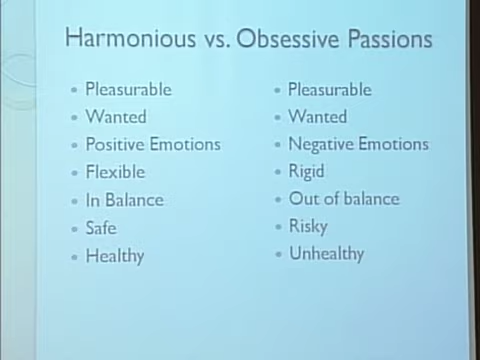 Harmonious vs. Obsessive Passions
• Pleasurable
• Wanted
• Positive Emotions
• Flexible
• In Balance
• Safe
• Healthy
• Pleasurable
• Wanted
• Negative Emotions
• Rigid
• Out of balance
• Risky
• Unhealthy